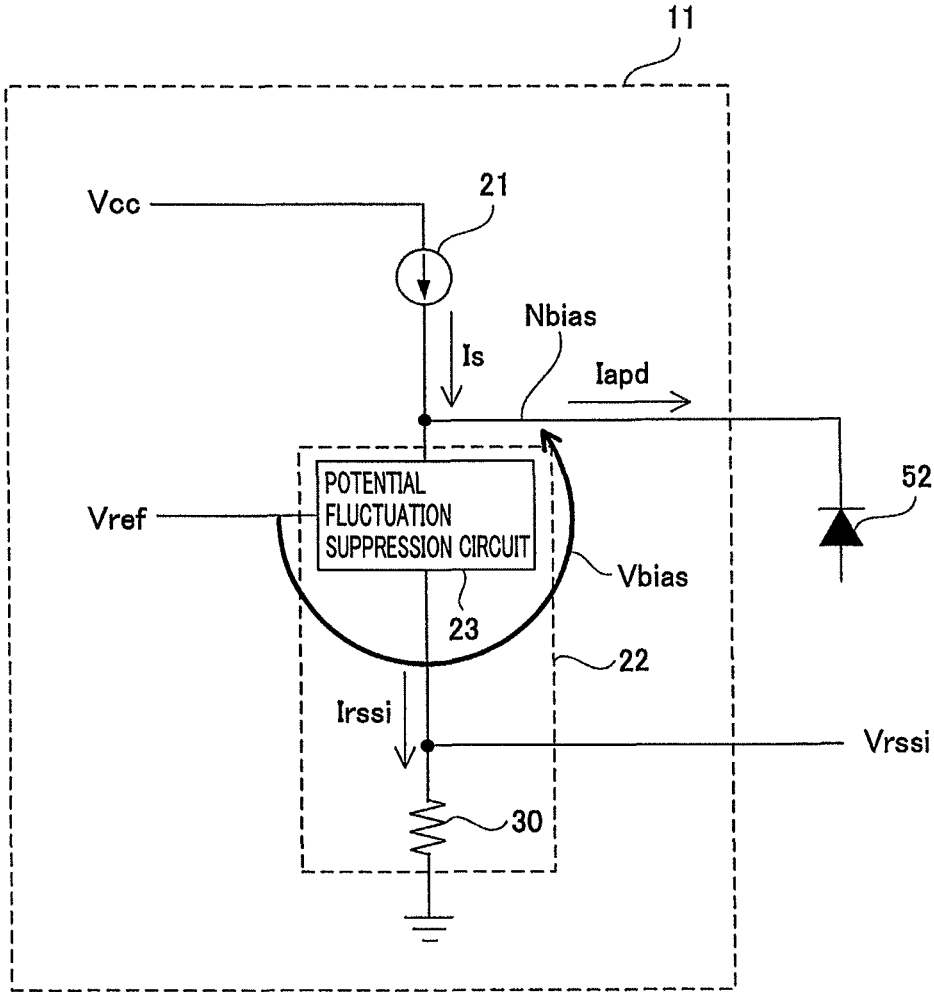 11
Vcc
21
Nbias
Is
Iapd
POTENTIAL
FLUCTUATION
SUPPRESSION CIRCUIT
Vref
52
Vbias
23
22
Irssi
Vrssi
30